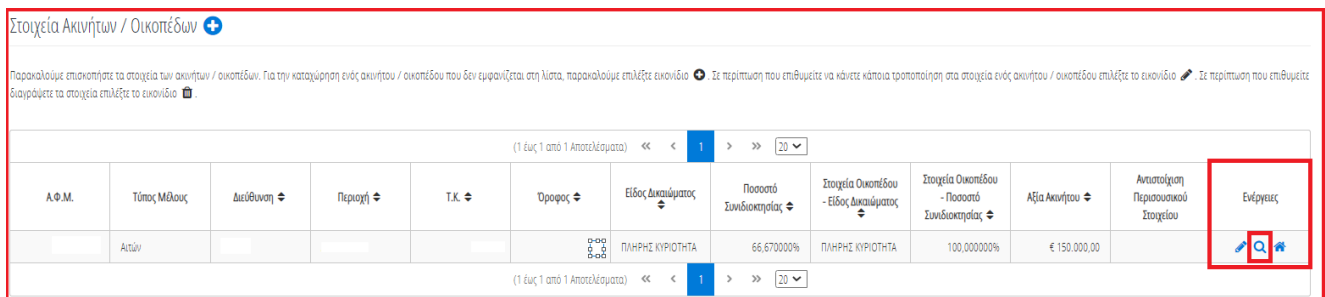 Στοιχεία Ακινήτων / Οικοπέδων
Παρακαλούμε επισκοπήστε τα στοιχεία των ακινήτων / οικοπέδων. Για την καταχώρηση ενός ακινήτου / οικοπέδου που δεν εμφανίζεται στη λίστα, παρακαλούμε επιλέξτε εικονίδιο . Σε περίπτωση που επιθυμείτε να κάνετε κάποια τροποποίηση στα στοιχεία ενός ακινήτου / οικοπέδου επιλέξτε το εικονίδιο . Σε περίπτωση που επιθυμείτε
διαγράψετε τα στοιχεία επιλέξτε το εικονίδιο .
(1 έως 1 από 1 Αποτελέσματα) « < 1 > » 20
Α.Φ.Μ. Τύπος Μέλους Διεύθυνση Περιοχή Τ.Κ. Όροφος Είδος Δικαιώματος Ποσοστό Συνιδιοκτησίας Στοιχεία Οικοπέδου - Είδος Δικαιώματος Στοιχεία Οικοπέδου - Ποσοστό Συνιδιοκτησίας Αξία Ακινήτου Αντιστοίχιση Περισουσικού Στοιχείου Ενέργειες
Αιτών ΠΛΗΡΗΣ ΚΥΡΙΟΤΗΤΑ 66,670000% ΠΛΗΡΗΣ ΚΥΡΙΟΤΗΤΑ 100,000000% € 150.000,00
(1 έως 1 από 1 Αποτελέσματα) « < 1 > » 20